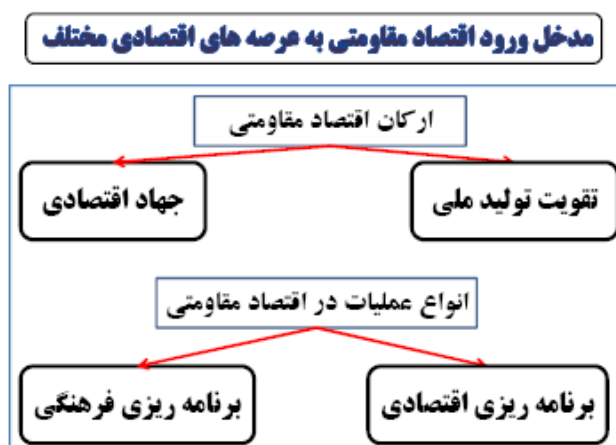 مدخل ورود اقتصاد مقاومتی به عرصه های اقتصادی مختلف
ارکان اقتصاد مقاومتی
تقویت تولید ملی
جهاد اقتصادی
انواع عملیات در اقتصاد مقاومتی
برنامه ریزی اقتصادی
برنامه ریزی فرهنگی